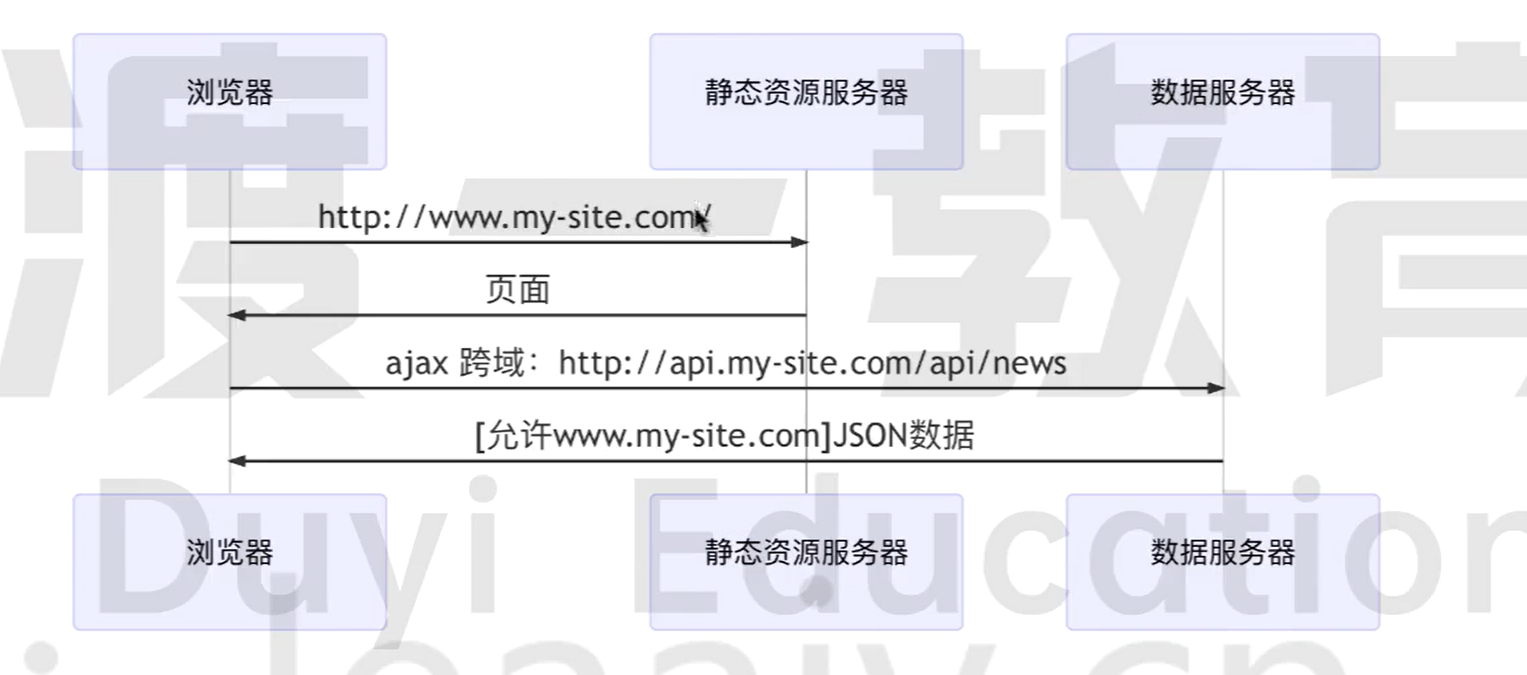 浏览器
静态资源服务器
数据服务器
http://www.my-site.com/
页面
ajax 跨域：http://api.my-site.com/api/news
[允许www.my-site.com]JSON数据
浏览器
静态资源服务器
数据服务器
渡一教育
Duyi Education